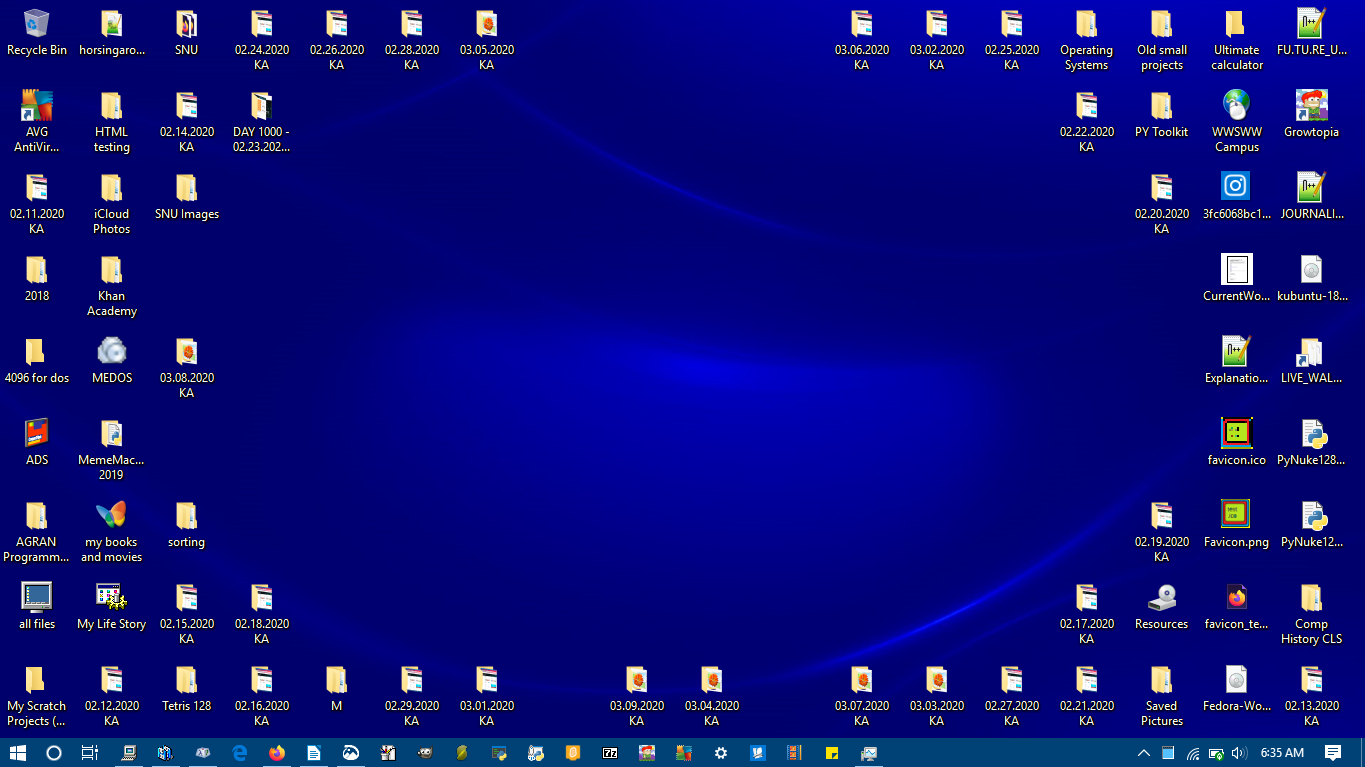 Recycle Bin
horsingaro...
SNU
02.24.2020
KA
02.26.2020
KA
02.28.2020
KA
03.05.2020
KA
03.06.2020
KA
03.02.2020
KA
02.25.2020
KA
Operating
Systems
Old small
projects
Ultimate
calculator
FU.TU.RE_U...
AVG
AntiVir...
HTML
testing
02.14.2020
KA
DAY 1000 -
02.23.202...
02.22.2020
KA
PY Toolkit
WWSWW
Campus
Growtopia
02.11.2020
KA
iCloud
Photos
SNU Images
02.20.2020
KA
3fc6068bc1...
JOURNALI...
2018
Khan
Academy
CurrentWo...
kubuntu-18...
4096 for dos
MEDOS
03.08.2020
KA
Explanatio...
LIVE_WAL...
ADS
MemeMac...
2019
favicon.ico
PyNuke128...
AGRAN
Programm...
my books
and movies
sorting
02.19.2020
KA
Favicon.png
PyNuke12...
all files
My Life Story
02.15.2020
KA
02.18.2020
KA
02.17.2020
KA
Resources
favicon_te...
Comp
History CLS
My Scratch
Projects (...
02.12.2020
KA
Tetris 128
02.16.2020
KA
M
02.29.2020
KA
03.01.2020
KA
03.09.2020
KA
03.04.2020
KA
03.07.2020
KA
03.03.2020
KA
02.27.2020
KA
02.21.2020
KA
Saved
Pictures
Fedora-Wo...
02.13.2020
KA
6:35 AM